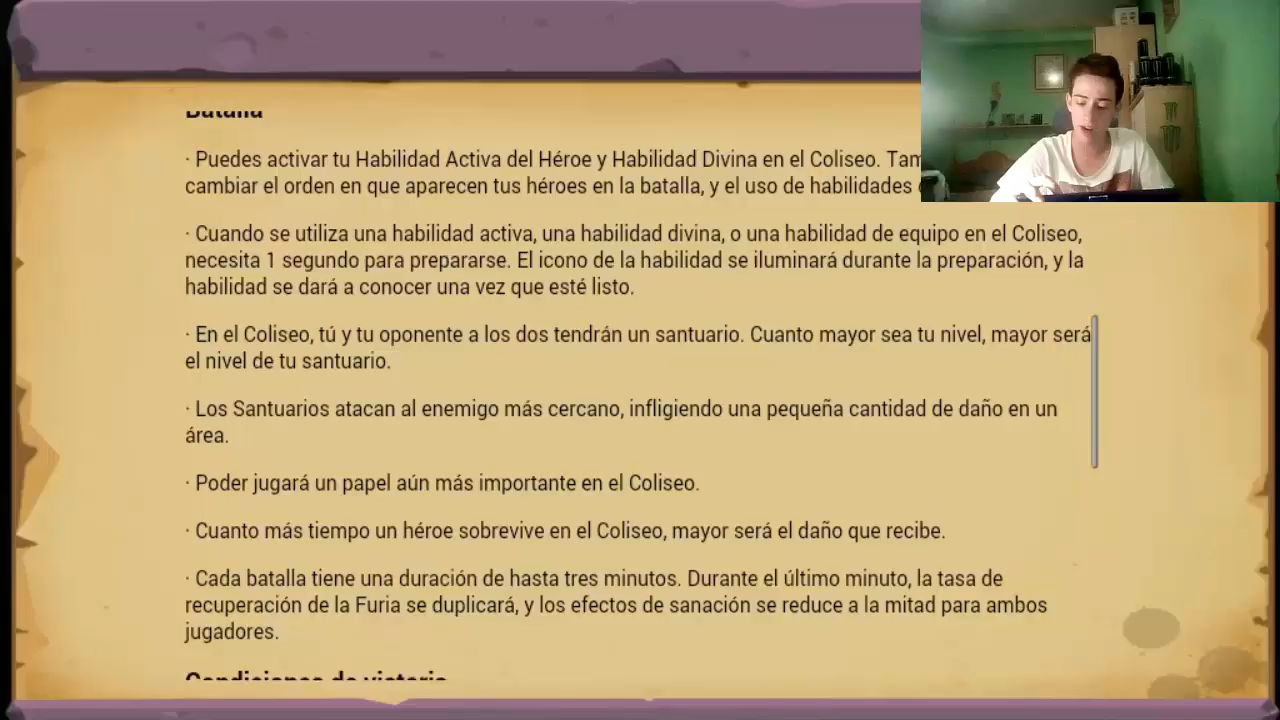 Batalla
· Puedes activar tu Habilidad Activa del Héroe y Habilidad Divina en el Coliseo.
cambiar el orden en que aparecen tus héroes en la batalla, y el uso de habilidades
· Cuando se utiliza una habilidad activa, una habilidad divina, o una habilidad de equipo en el Coliseo,
necesita 1 segundo para prepararse. El icono de la habilidad se iluminará durante la preparación, y la
habilidad se dará a conocer una vez que esté listo.
· En el Coliseo, tú y tu oponente a los dos tendrán un santuario. Cuanto mayor sea tu nivel, mayor será
el nivel de tu santuario.
· Los Santuarios atacan al enemigo más cercano, infligiendo una pequeña cantidad de daño en un
área.
· Poder jugará un papel aún más importante en el Coliseo.
· Cuanto más tiempo un héroe sobrevive en el Coliseo, mayor será el daño que recibe.
· Cada batalla tiene una duración de hasta tres minutos. Durante el último minuto, la tasa de
recuperación de la Furia se duplicará, y los efectos de sanación se reduce a la mitad para ambos
jugadores.
Condiciones de victoria